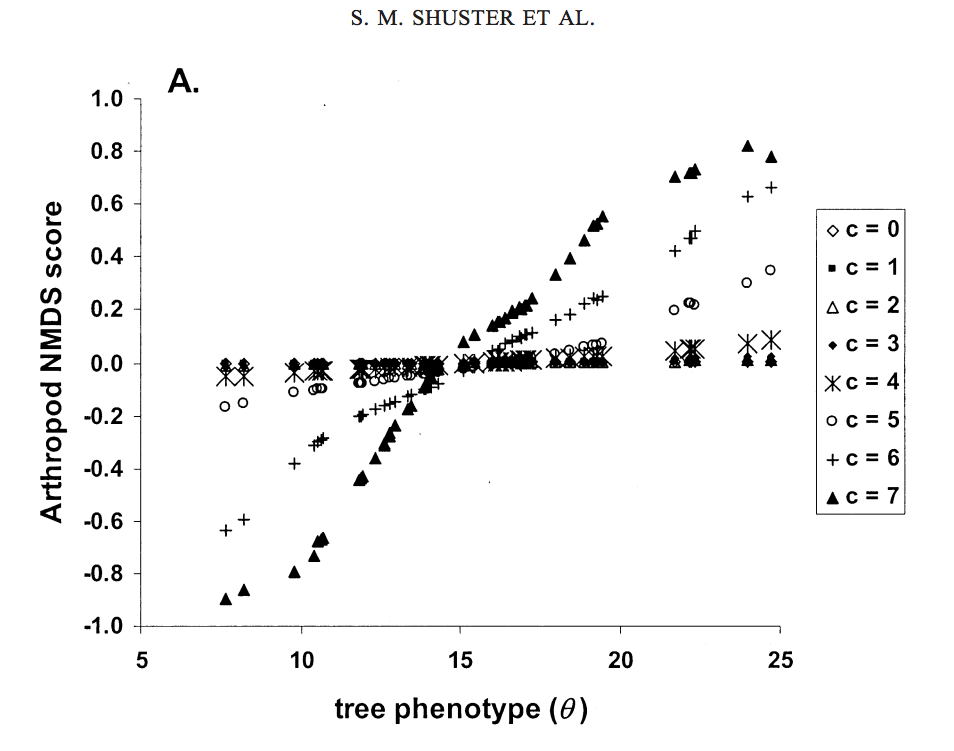 S. M. SHUSTER ET AL.
A.
1.0
0.8
0.6
0.4
0.2
0.0
-0.2
-0.4
-0.6
-0.8
-1.0
Arthropod NMDS score
5
10
15
20
25
tree phenotype (θ)
c = 0
c = 1
c = 2
c = 3
c = 4
c = 5
c = 6
c = 7